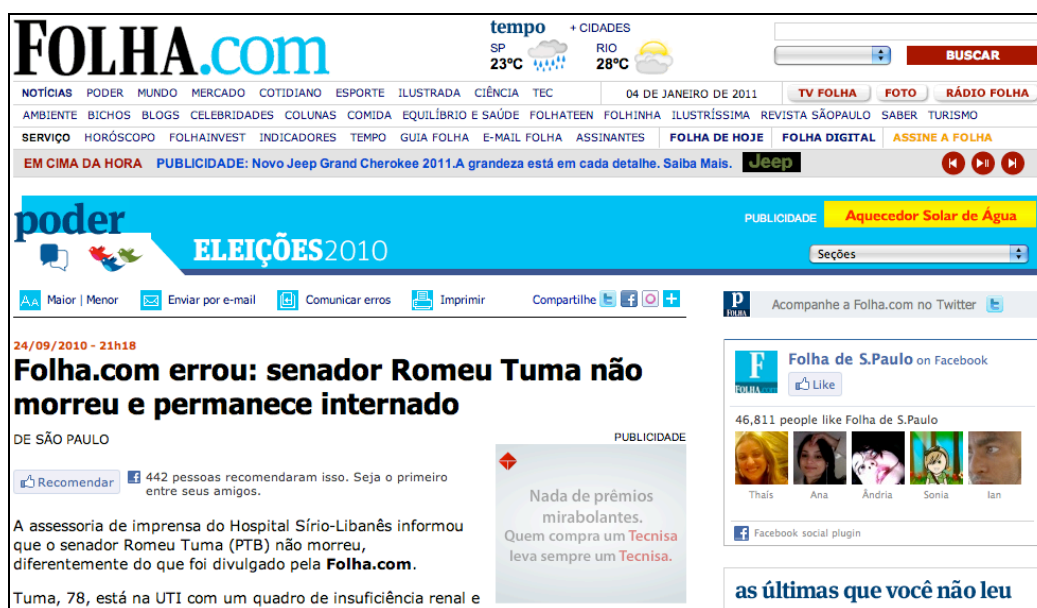 FOLHA.com
tempo + CIDADES
SP RIO
23ºC 28ºC
BUSCAR
NOTÍCIAS PODER MUNDO MERCADO COTIDIANO ESPORTE ILUSTRADA CIÊNCIA TEC 04 DE JANEIRO DE 2011 TV FOLHA FOTO RÁDIO FOLHA
AMBIENTE BICHOS BLOGS CELEBRIDADES COLUNAS COMIDA EQUILÍBRIO E SAÚDE FOLHATEEN FOLHINHA ILUSTRÍSSIMA REVISTA SÃOPAULO SABER TURISMO
SERVIÇO HORÓSCOPO FOLHAINVEST INDICADORES TEMPO GUIA FOLHA E-MAIL FOLHA ASSINANTES FOLHA DE HOJE FOLHA DIGITAL ASSINE A FOLHA
EM CIMA DA HORA PUBLICIDADE: Novo Jeep Grand Cherokee 2011.A grandeza está em cada detalhe. Saiba Mais. Jeep
poder
ELEIÇÕES2010
PUBLICIDADE Aquecedor Solar de Água
Seções
AA Maior | Menor Enviar por e-mail Comunicar erros Imprimir Compartilhe
P FOLHA Acompanhe a Folha.com no Twitter
24/09/2010 - 21h18
Folha.com errou: senador Romeu Tuma não
morreu e permanece internado
DE SÃO PAULO
PUBLICIDADE
Recomendar 442 pessoas recomendaram isso. Seja o primeiro
entre seus amigos.
A assessoria de imprensa do Hospital Sírio-Libanês informou
que o senador Romeu Tuma (PTB) não morreu,
diferentemente do que foi divulgado pela Folha.com.
Tuma, 78, está na UTI com um quadro de insuficiência renal e
Nada de prêmios
mirabolantes.
Quem compra um Tecnisa
leva sempre um Tecnisa.
F
FOLHA.com
Folha de S.Paulo on Facebook
Like
46,811 people like Folha de S.Paulo
Thaís Ana Ândria Sonia Ian
Facebook social plugin
as últimas que você não leu